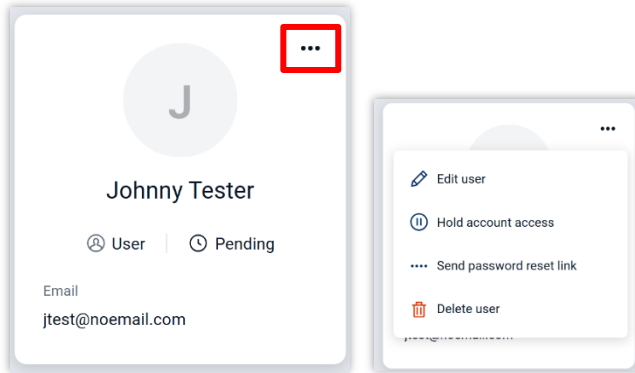 J
Johnny Tester
User
Pending
Email
jtest@noemail.com
Edit user
Hold account access
Send password reset link
Delete user